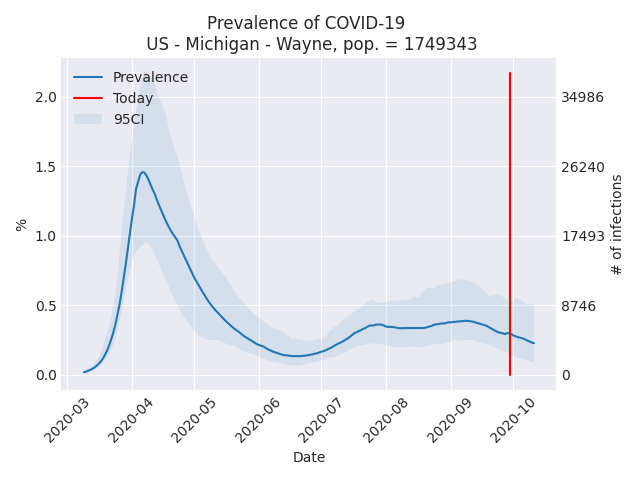 Prevalence of COVID-19
US - Michigan - Wayne, pop. = 1749343
Prevalence
Today
95CI
2.0
1.5
1.0
0.5
0.0
%
34986
26240
17493
8746
0
# of infections
2020-03
2020-04
2020-05
2020-06
2020-07
2020-08
2020-09
2020-10
Date